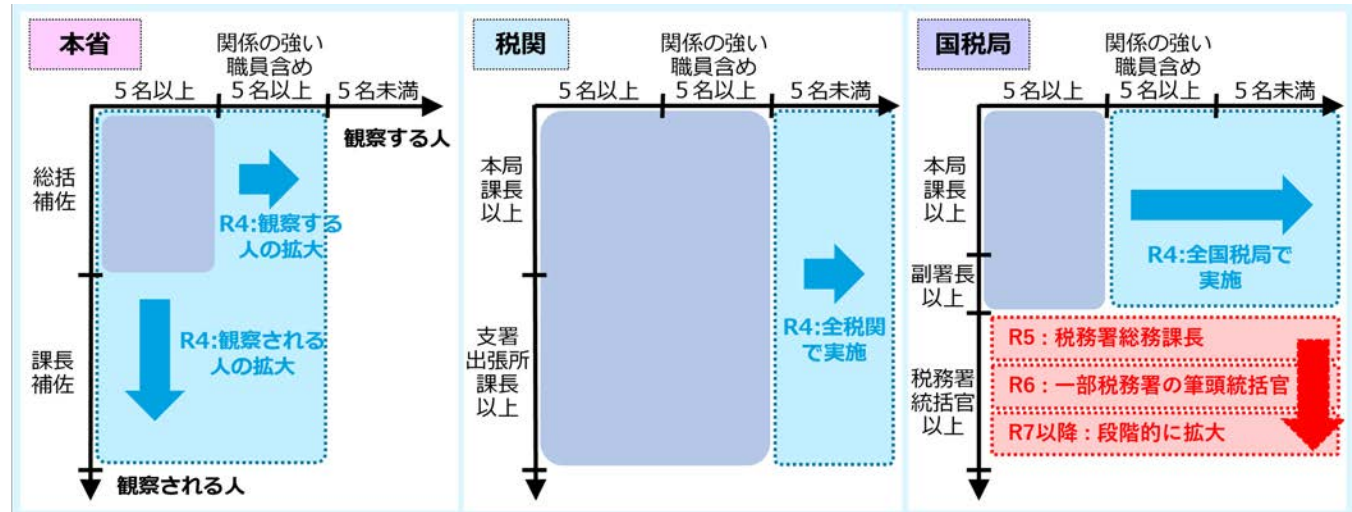 本省
関係の強い
職員含め
5名以上
5名以上
5名未満
観察する人
総括
補佐
R4:観察する
人の拡大
R4:観察される
人の拡大
課長
補佐
観察される人
税関
関係の強い
職員含め
5名以上
5名以上
5名未満
本局
課長
以上
R4:全税関
で実施
支署
出張所
課長
以上
国税局
関係の強い
職員含め
5名以上
5名以上
5名未満
本局
課長
以上
R4:全国税局で
実施
副署長
以上
税務署
統括官
以上
R5：税務署総務課長
R6：一部税務署の筆頭統括官
R7以降：段階的に拡大